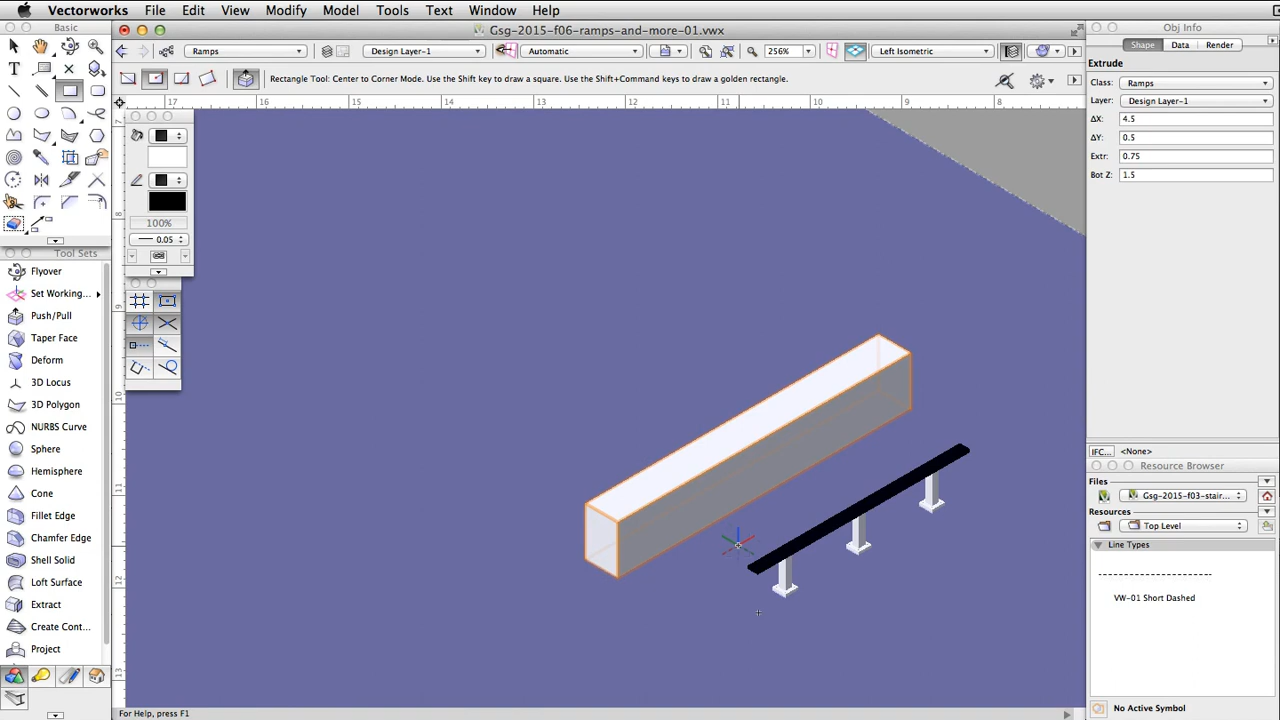 Vectorworks File Edit View Modify Model Tools Text Window Help
Basic
Gsg-2015-f06-ramps-and-more-01.vwx
Ramps
Design Layer-1
Automatic
256%
Left Isometric
Rectangle Tool: Center to Corner Mode. Use the Shift key to draw a square. Use the Shift+Command keys to draw a golden rectangle.
17 16 15 14 13 12 11 10 9 8
7
8
9
10
11
12
13
100%
0.05
Tool Sets
Flyover
Set Working...
Push/Pull
Taper Face
Deform
3D Locus
3D Polygon
NURBS Curve
Sphere
Hemisphere
Cone
Fillet Edge
Chamfer Edge
Shell Solid
Loft Surface
Extract
Create Cont...
Project
For Help, press F1
Obj Info
Shape Data Render
Extrude
Class: Ramps
Layer: Design Layer-1
ΔX: 4.5
ΔY: 0.5
Extr: 0.75
Bot Z: 1.5
IFC... <None>
Resource Browser
Files
Gsg-2015-f03-stair...
Resources
Top Level
Line Types
VW-01 Short Dashed
No Active Symbol